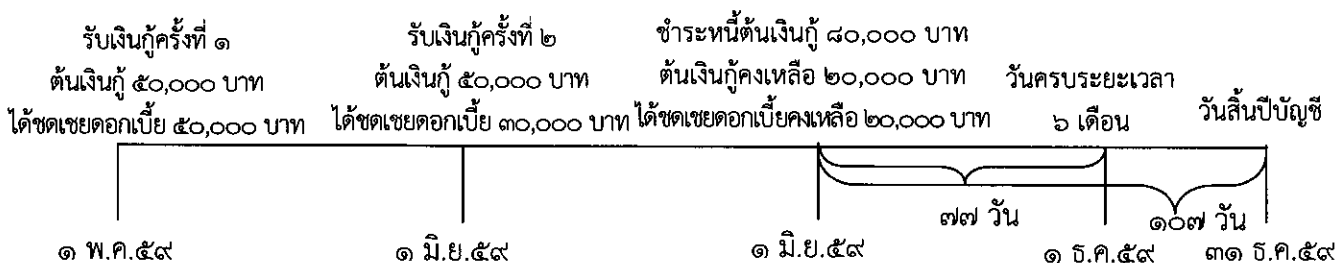 รับเงินกู้ครั้งที่ ๑
ต้นเงินกู้ ๕๐,๐๐๐ บาท
ได้ชดเชยดอกเบี้ย ๕๐,๐๐๐ บาท
รับเงินกู้ครั้งที่ ๒
ต้นเงินกู้ ๕๐,๐๐๐ บาท
ได้ชดเชยดอกเบี้ย ๓๐,๐๐๐ บาท
ชำระหนี้ต้นเงินกู้ ๘๐,๐๐๐ บาท
ต้นเงินกู้คงเหลือ ๒๐,๐๐๐ บาท
ได้ชดเชยดอกเบี้ยคงเหลือ ๒๐,๐๐๐ บาท
วันครบระยะเวลา
๖ เดือน
วันสิ้นปีบัญชี
๗๗ วัน
๑๐๗ วัน
๑ พ.ค.๕๙
๑ มิ.ย.๕๙
๑ มิ.ย.๕๙
๑ ธ.ค.๕๙
๓๑ ธ.ค.๕๙